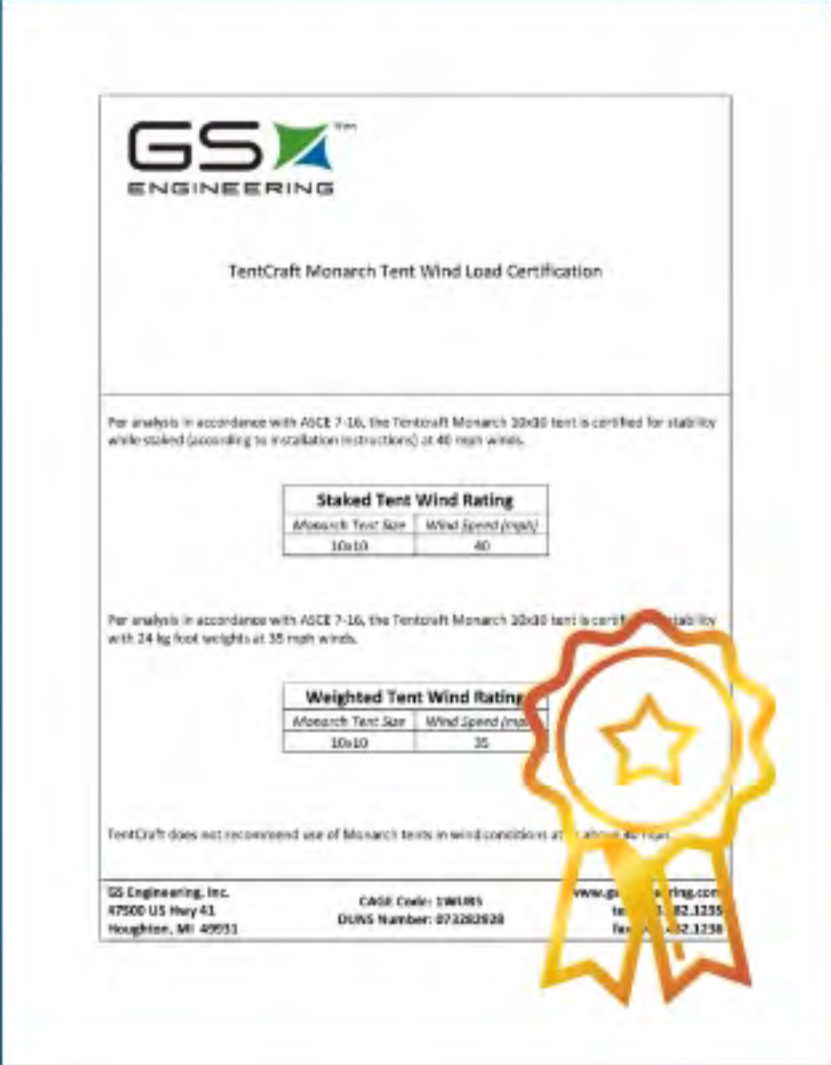 GS
ENGINEERING
TentCraft Monarch Tent Wind Load Certification
Per analysis in accordance with ASCE 7-16, the Tentcraft Monarch 10x10 tent is certified for stability
while staked (according to installation instructions) at 40 mph winds.
Staked Tent Wind Rating
Monarch Tent Size Wind Speed (mph)
10x10 40
Per analysis in accordance with ASCE 7-16, the Tentcraft Monarch 10x10 tent is stability
with 24 kg foot weights at 35 mph winds.
Weighted Tent Wind Rating
Monarch Tent Size Wind Speed
10x10 35
TentCraft does not recommend use of Monarch tents in wind conditions at above 40 mph.
GS Engineering, Inc.
47500 US Hwy 41
Houghton, MI 49931
CAGE Code: 1WUR5
DUNS Number: